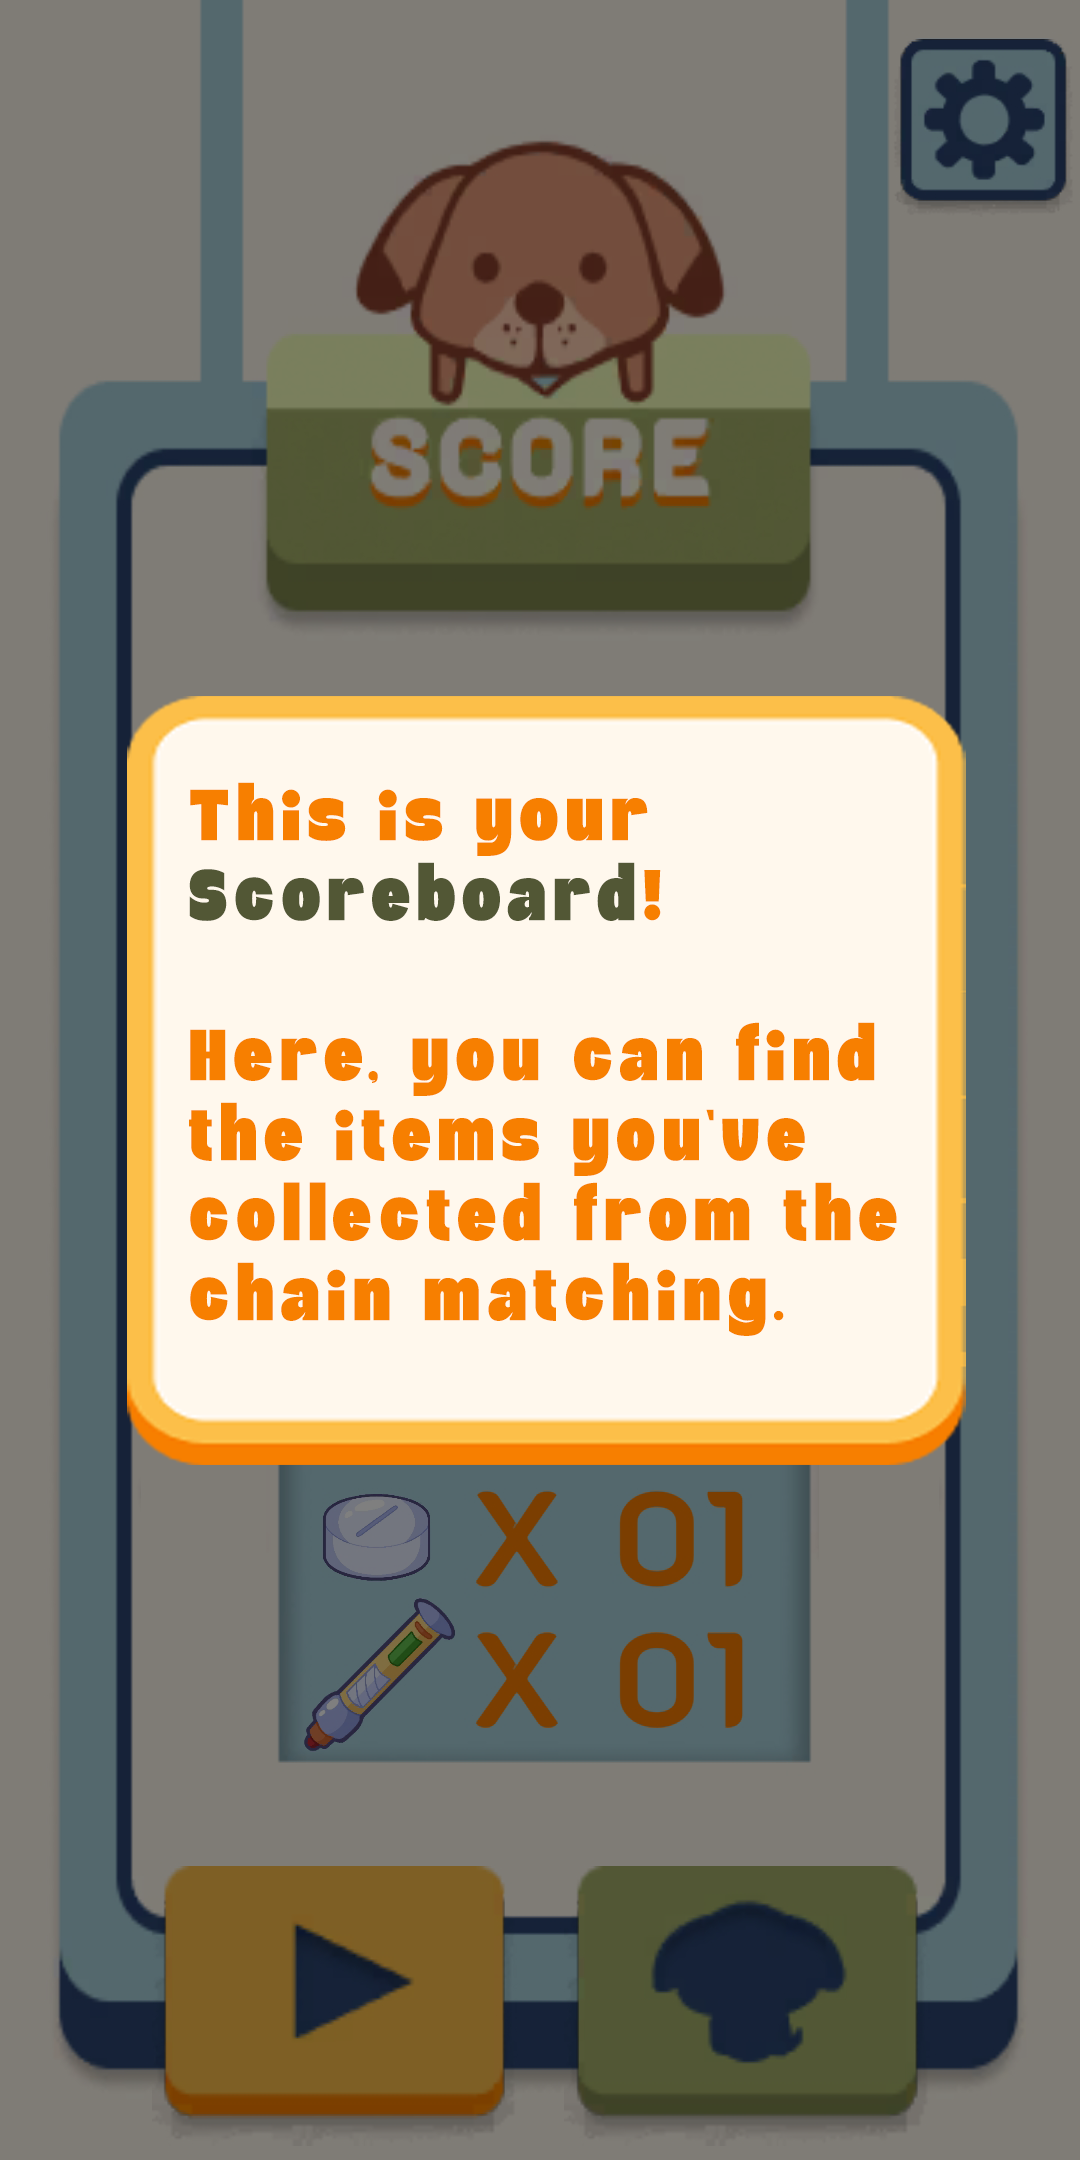 SCORE
This is your
Scoreboard!
Here, you can find
the items you've
collected from the
chain matching.
X 01
X 01